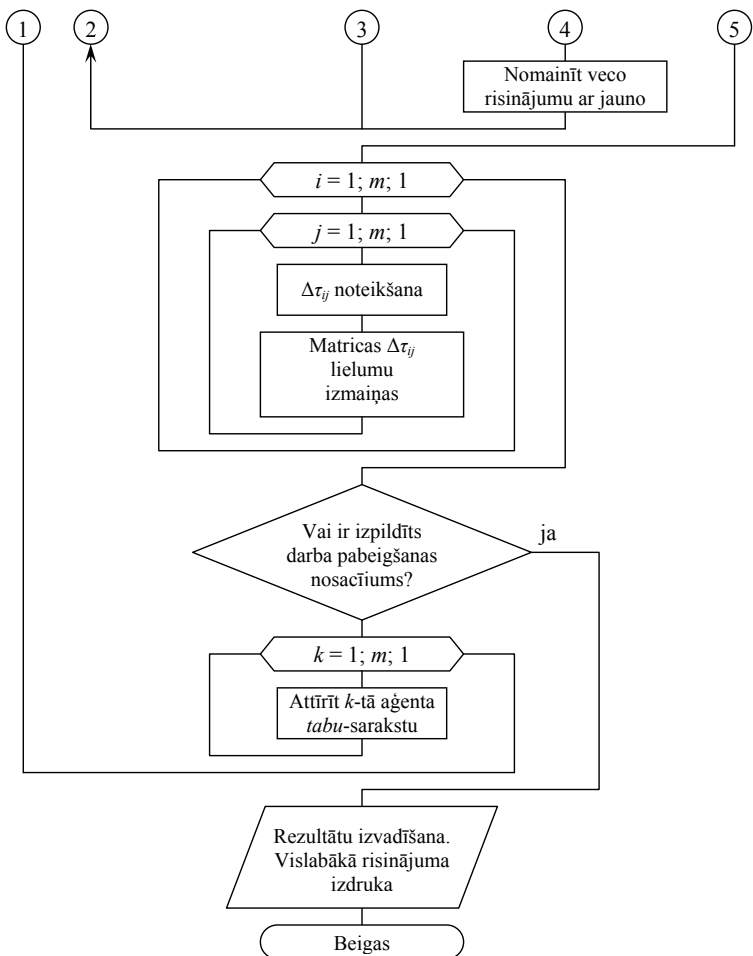 1
2
3
4
5
Nomainīt veco
risinājumu ar jauno
i = 1; m; 1
j = 1; m; 1
Δτij noteikšana
Matricas Δτij
lielumu
izmaiņas
Vai ir izpildīts
darba pabeigšanas
nosacīiums?
ja
k = 1; m; 1
Attīrīt k-tā aģenta
tabu-sarakstu
Rezultātu izvadīšana.
Vislabākā risinājuma
izdruka
Beigas